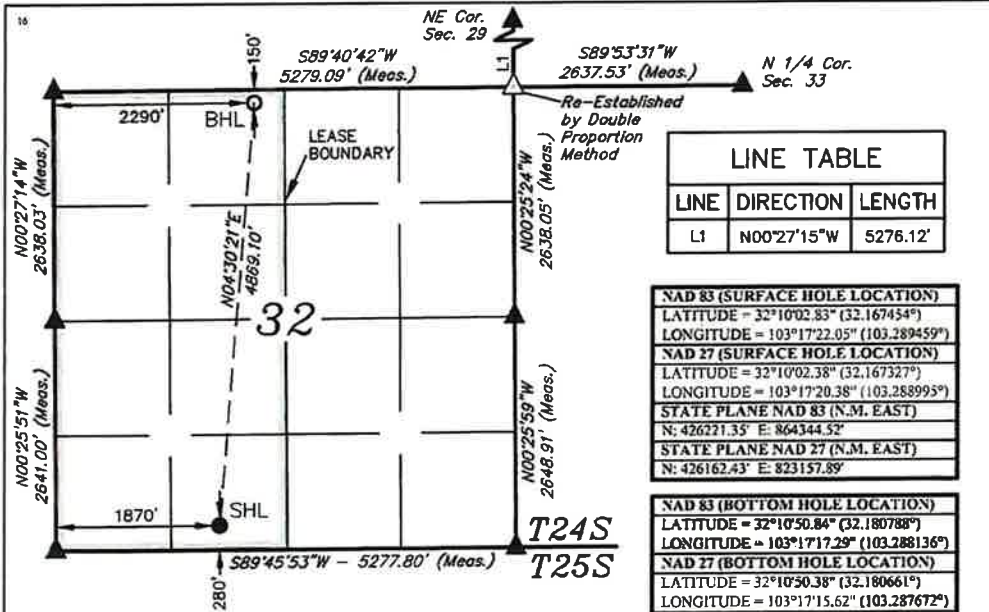 16
NE Cor.
Sec. 29
150'
S89°40'42"W
5279.09' (Meas.)
L1
S89°53'31"W
2637.53' (Meas.)
N 1/4 Cor.
Sec. 33
2290'
BHL
LEASE
BOUNDARY
Re-Established
by Double
Proportion
Method
N00°27'14"W
2638.03' (Meas.)
N00°25'24"W
2638.05' (Meas.)
N04°30'21"E
4869.10'
32
N00°25'51"W
2641.00' (Meas.)
N00°25'59"W
2648.91' (Meas.)
1870'
SHL
T24S
T25S
S89°45'53"W - 5277.80' (Meas.)
280'
LINE TABLE
LINE DIRECTION LENGTH
L1 N00°27'15"W 5276.12'
NAD 83 (SURFACE HOLE LOCATION)
LATITUDE = 32°10'02.83" (32.167454°)
LONGITUDE = 103°17'22.05" (103.289459°)
NAD 27 (SURFACE HOLE LOCATION)
LATITUDE = 32°10'02.38" (32.167327°)
LONGITUDE = 103°17'20.38" (103.288995°)
STATE PLANE NAD 83 (N.M. EAST)
N: 426221.35' E: 864344.52'
STATE PLANE NAD 27 (N.M. EAST)
N: 426162.43' E: 823157.89'
NAD 83 (BOTTOM HOLE LOCATION)
LATITUDE = 32°10'50.84" (32.180788°)
LONGITUDE = 103°17'17.29" (103.288136°)
NAD 27 (BOTTOM HOLE LOCATION)
LATITUDE = 32°10'50.38" (32.180661°)
LONGITUDE = 103°17'15.62" (103.287672°)